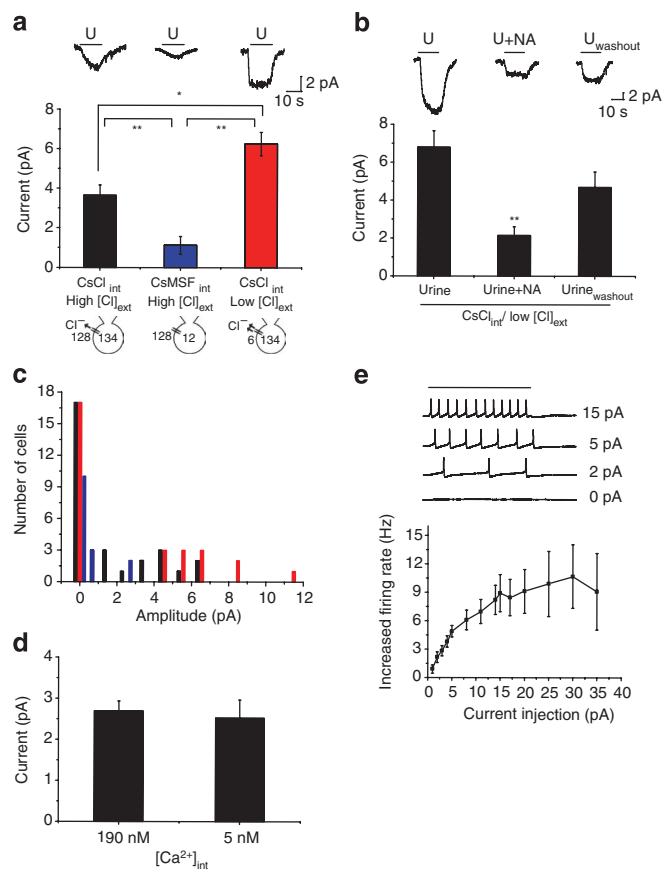 a
U
U
U
2 pA
10 s
*
**
**
8
6
4
2
0
Current (pA)
CsCl int
High [Cl]ext
CsMSF int
High [Cl]ext
CsCl int
Low [Cl]ext
Cl−
128
134
128
12
Cl−
6
134
b
U
U+NA
Uwashout
2 pA
10 s
8
6
4
2
0
Current (pA)
**
Urine
Urine+NA
Urinewashout
CsClint/ low [Cl]ext
c
18
15
12
9
6
3
0
Number of cells
0 2 4 6 8 10 12
Amplitude (pA)
d
4
3
2
1
0
Current (pA)
190 nM
5 nM
[Ca2+]int
e
15 pA
5 pA
2 pA
0 pA
15
12
9
6
3
0
Increased firing rate (Hz)
0 5 10 15 20 25 30 35 40
Current injection (pA)